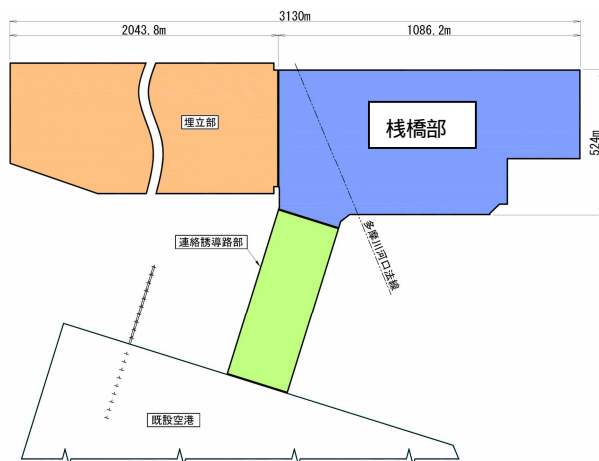 3130m
2043.8m
1086.2m
埋立部
桟橋部
524m
多摩川河口法線
連絡誘導路部
既設空港